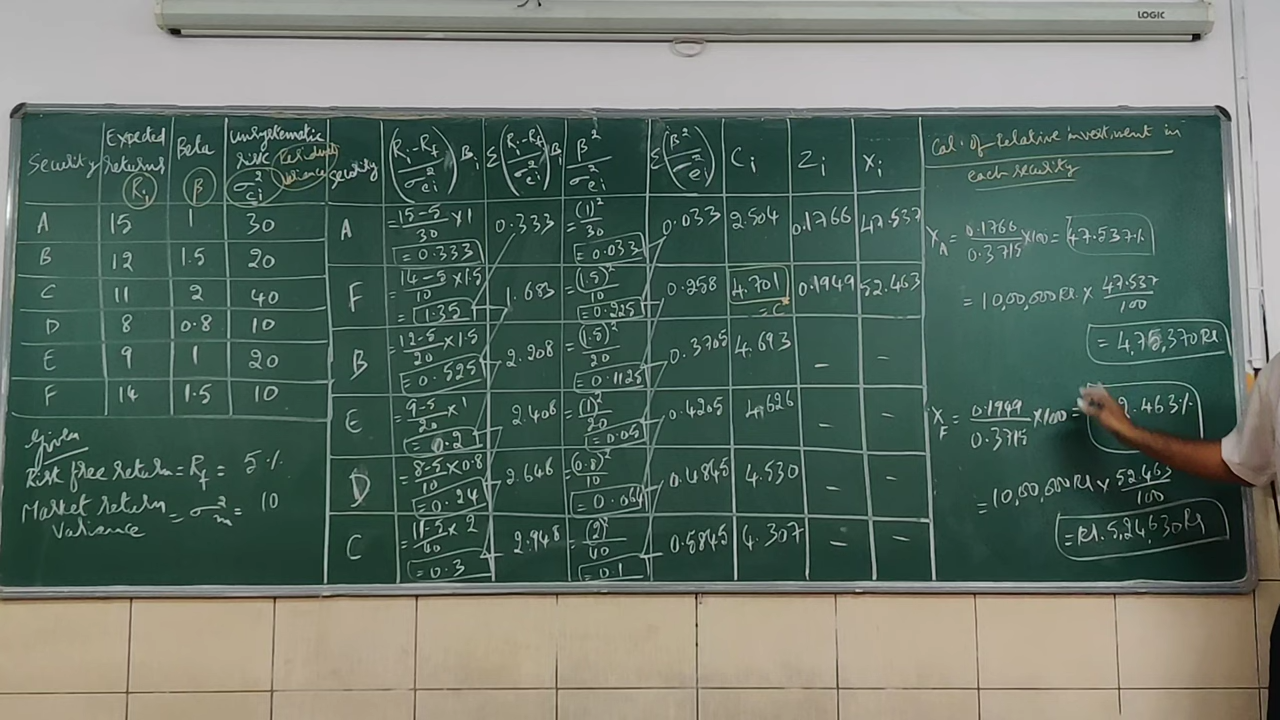 LOGIC
Security Expected returns Ri Beta β Unsystematic risk σ²ei Residual variance
A 15 1 30
B 12 1.5 20
C 11 2 40
D 8 0.8 10
E 9 1 20
F 14 1.5 10
Given
Risk free return = Rf = 5%
Market return Variance = σ²m = 10
Security (Ri-Rf/σ²ei) βi Σ(Ri-Rf/σ²ei) βi β²/σ²ei Σ(β²/σ²ei) Ci Zi Xi
A = 15-5/30 × 1 = 0.333 0.333 = (1)²/30 = 0.033 0.033 2.504 0.1766 47.537
F = 14-5/10 × 1.5 = 1.35 1.683 = (1.5)²/10 = 0.225 0.258 4.701 = C* 0.1949 52.463
B = 12-5/20 × 1.5 = 0.525 2.208 = (1.5)²/20 = 0.1125 0.3705 4.693 - -
E = 9-5/20 × 1 = 0.2 2.408 = (1)²/20 = 0.05 0.4205 4.626 - -
D = 8-5/10 × 0.8 = 0.24 2.648 = (0.8)²/10 = 0.064 0.4845 4.530 - -
C = 11-5/40 × 2 = 0.3 2.948 = (2)²/40 = 0.1 0.5845 4.307 - -
Cal. of Relative investment in
each security
XA = 0.1766/0.3715 × 100 = 47.537%
= 10,00,000 Rs. × 47.537/100
= 4,75,370 Rs
XF = 0.1949/0.3715 × 100 = 2.463%
= 10,00,000 Rs × 52.463/100
= Rs. 5,24,630 Rs